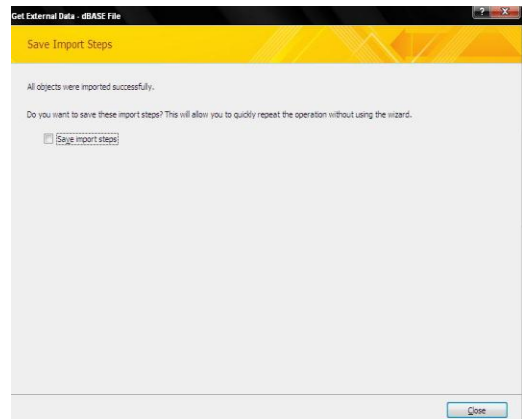 Get External Data - dBASE File
? X
Save Import Steps
All objects were imported successfully.
Do you want to save these import steps? This will allow you to quickly repeat the operation without using the wizard.
Save import steps
Close